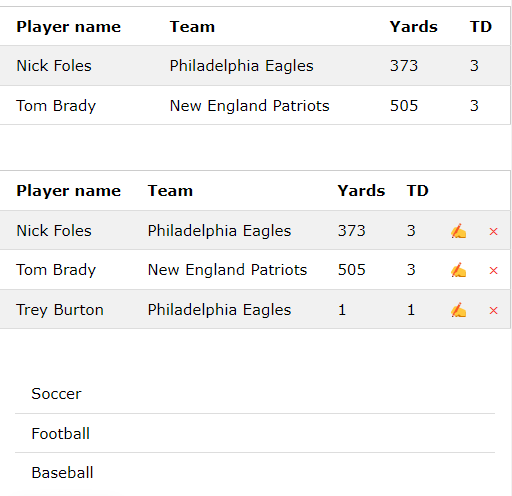 Player name Team Yards TD
Nick Foles Philadelphia Eagles 373 3
Tom Brady New England Patriots 505 3
Player name Team Yards TD
Nick Foles Philadelphia Eagles 373 3 ✍ ×
Tom Brady New England Patriots 505 3 ✍ ×
Trey Burton Philadelphia Eagles 1 1 ✍ ×
Soccer
Football
Baseball